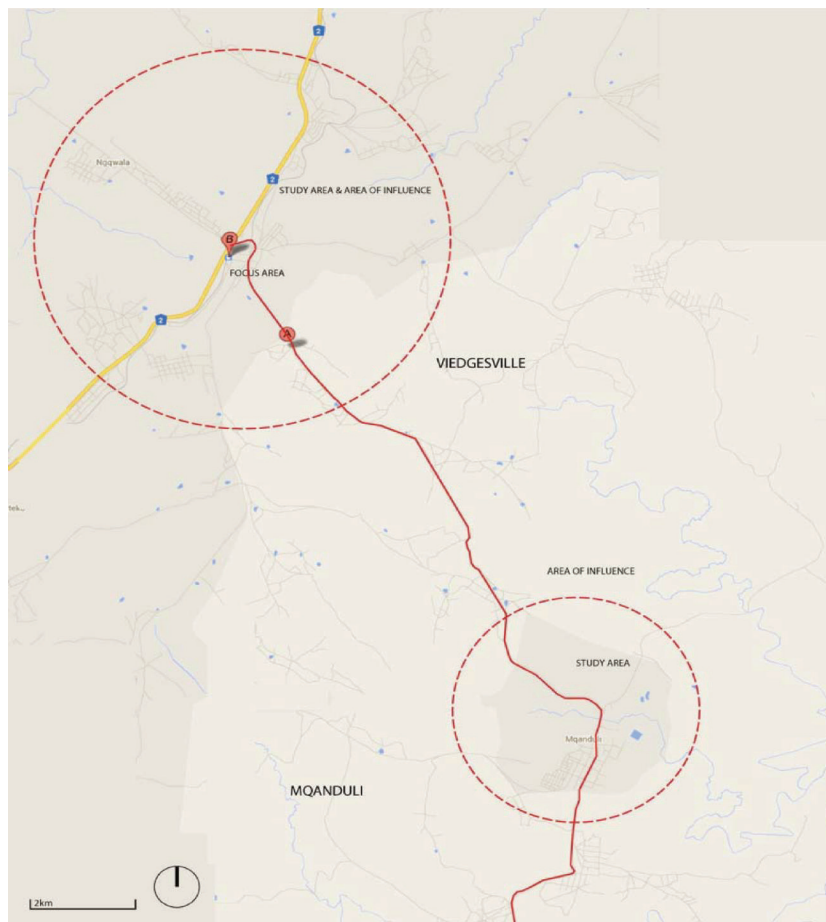 2
Ngqwala
2
STUDY AREA & AREA OF INFLUENCE
B
FOCUS AREA
2
A
VIEDGESVILLE
AREA OF INFLUENCE
STUDY AREA
Mqanduli
MQANDULI
2km